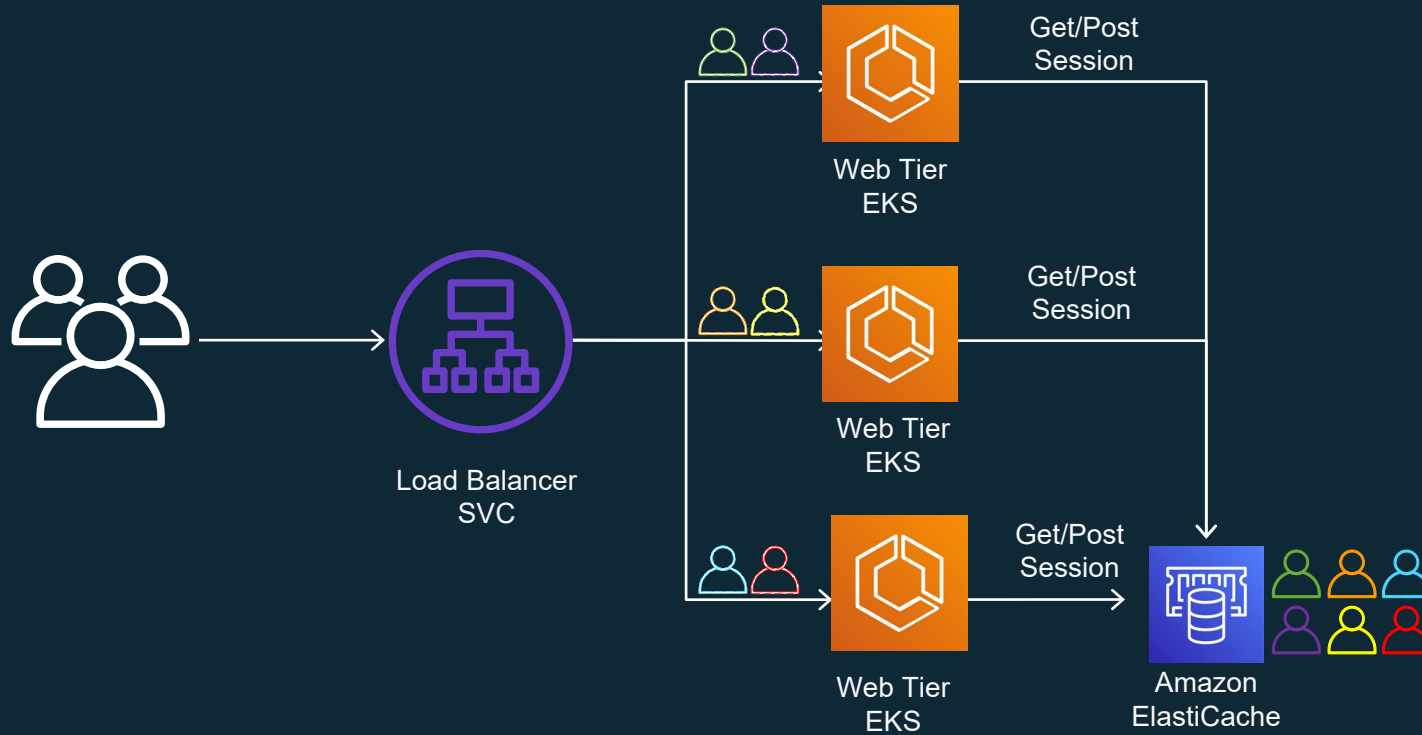 Get/Post
Session
Web Tier
EKS
Get/Post
Session
Web Tier
EKS
Load Balancer
SVC
Get/Post
Session
Web Tier
EKS
Amazon
ElastiCache